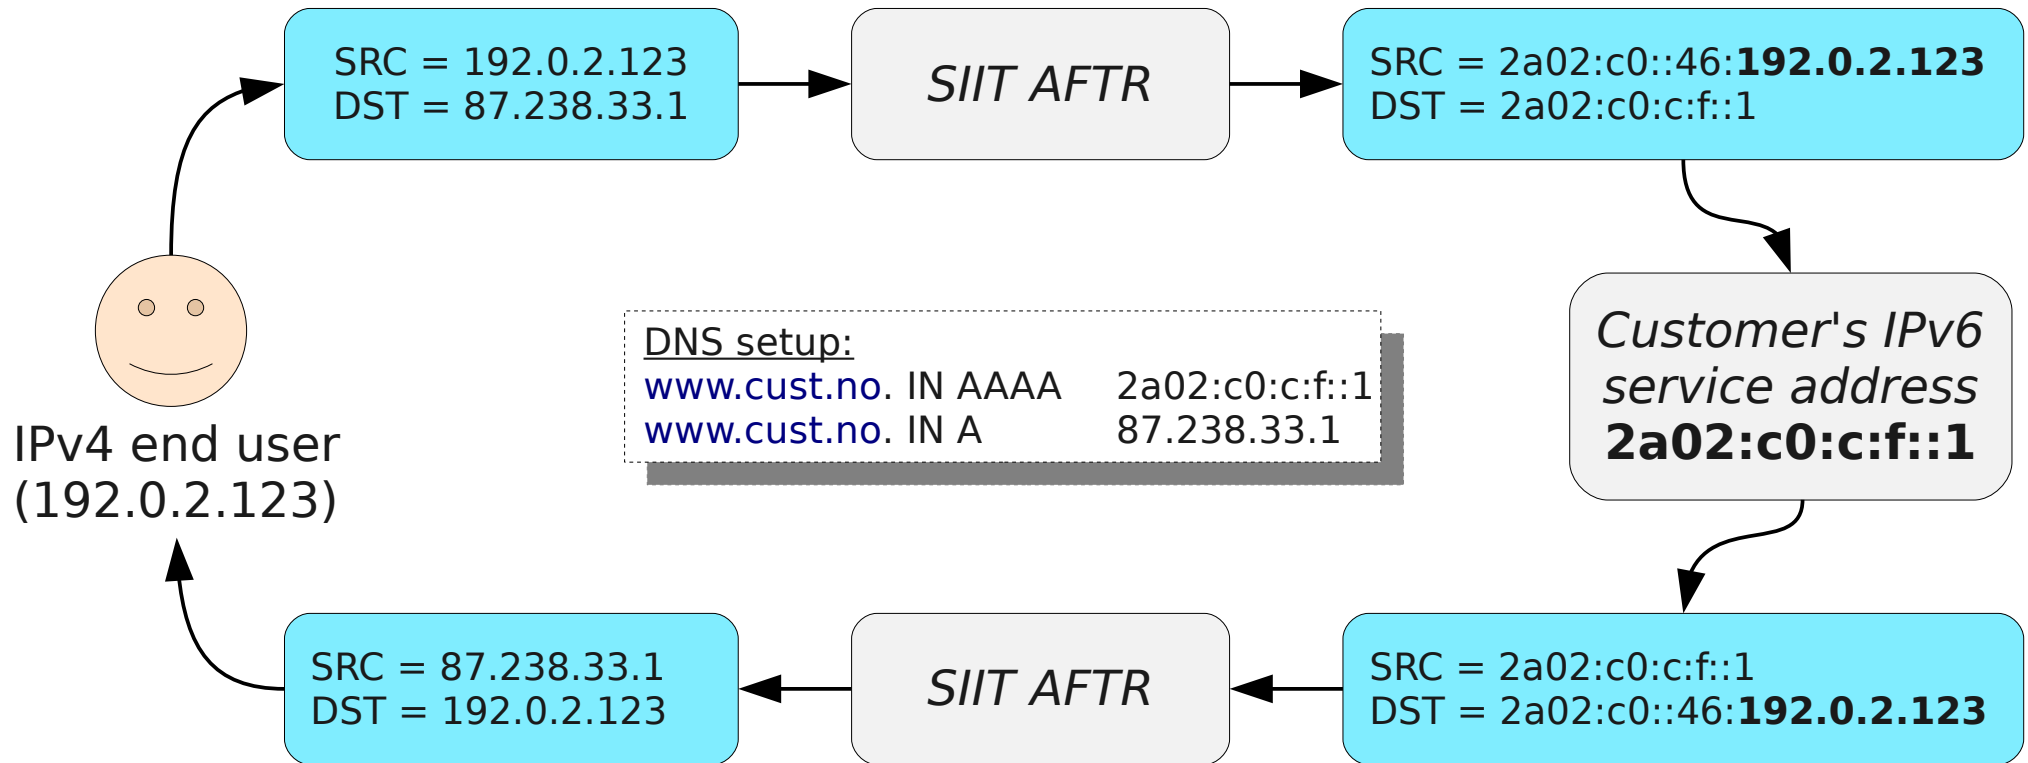 SRC = 192.0.2.123
DST = 87.238.33.1
SIIT AFTR
SRC = 2a02:c0::46:192.0.2.123
DST = 2a02:c0:c:f::1
IPv4 end user
(192.0.2.123)
DNS setup:
www.cust.no. IN AAAA 2a02:c0:c:f::1
www.cust.no. IN A 87.238.33.1
Customer's IPv6
service address
2a02:c0:c:f::1
SRC = 87.238.33.1
DST = 192.0.2.123
SIIT AFTR
SRC = 2a02:c0:c:f::1
DST = 2a02:c0::46:192.0.2.123